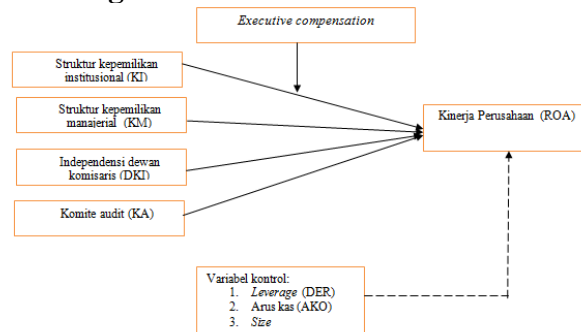 Executive compensation
Struktur kepemilikan
institusional (KI)
Struktur kepemilikan
manajerial (KM)
Kinerja Perusahaan (ROA)
Independensi dewan
komisaris (DKI)
Komite audit (KA)
Variabel kontrol:
1. Leverage (DER)
2. Arus kas (AKO)
3. Size